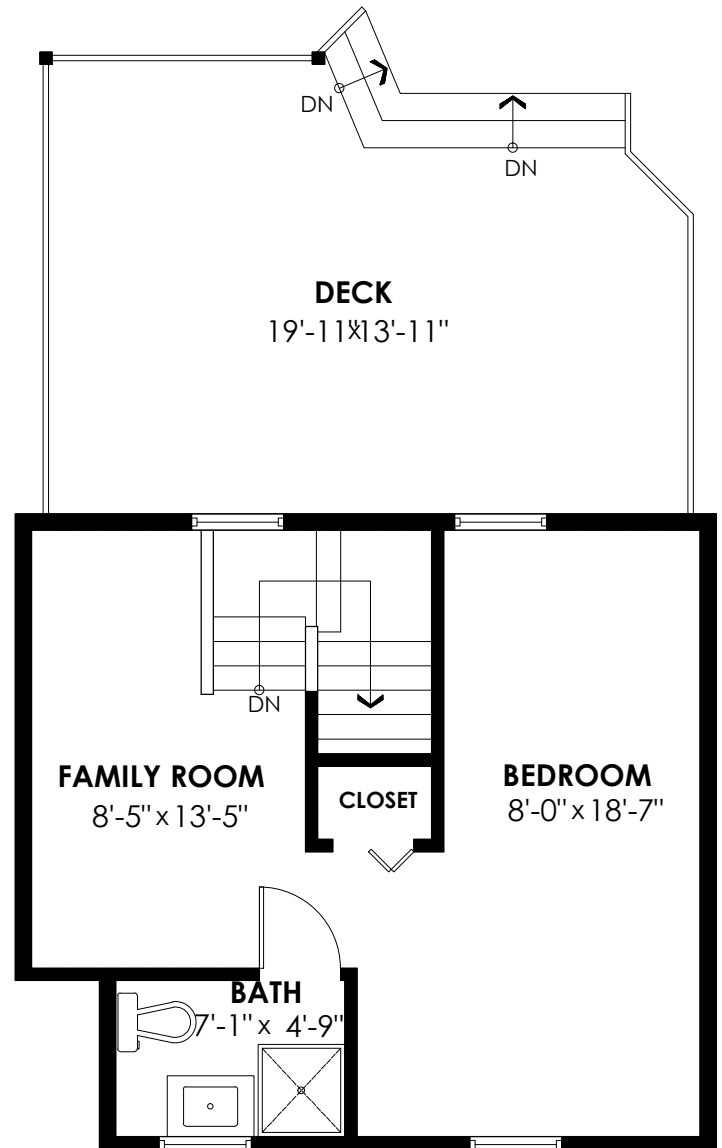 DN
DN
DECK
19'-11"x13'-11"
DN
FAMILY ROOM
8'-5" x 13'-5"
CLOSET
BEDROOM
8'-0" x 18'-7"
BATH
7'-1" x 4'-9"